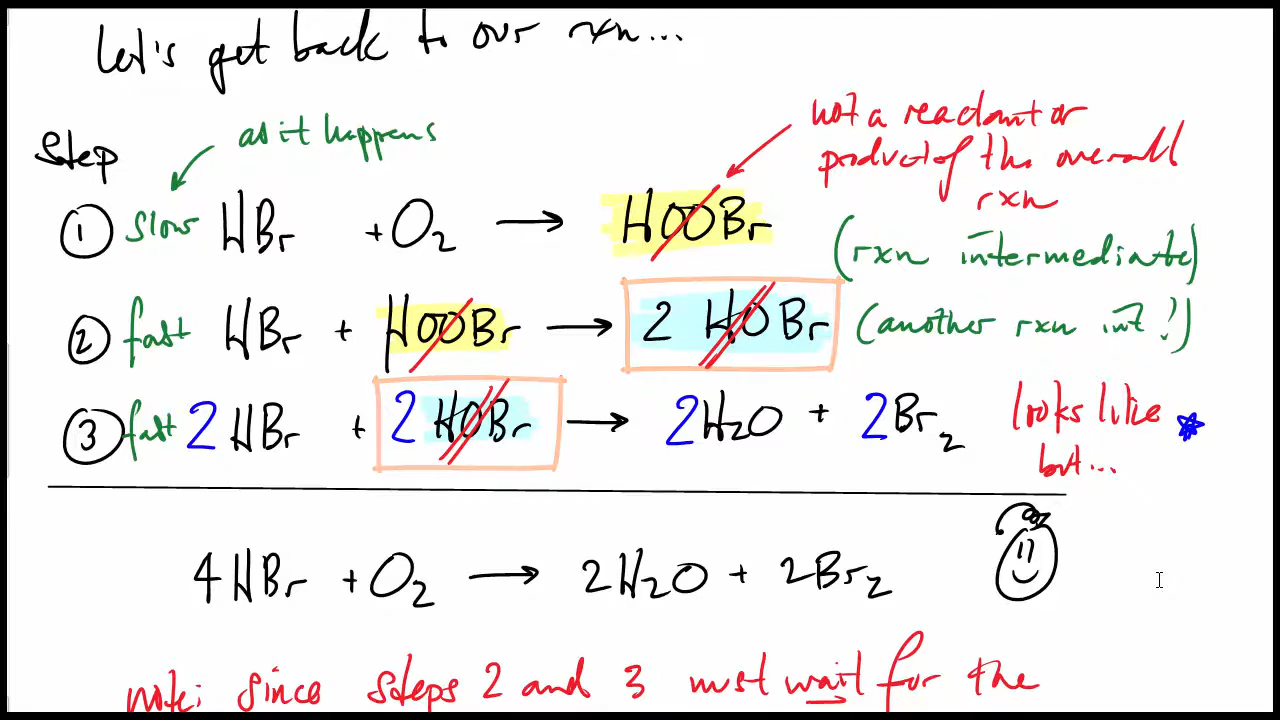 Let's get back to our rxn...
not a reactant or
product of the overall
rxn
as it happens
Step
① slow HBr + O₂ → HOOBr
(rxn intermediate)
② fast HBr + HOOBr → 2 HOBr (another rxn int!)
③ fast 2HBr + 2 HOBr → 2H₂O + 2Br₂ looks like
but...
4HBr + O₂ → 2H₂O + 2Br₂
note: since steps 2 and 3 must wait for the